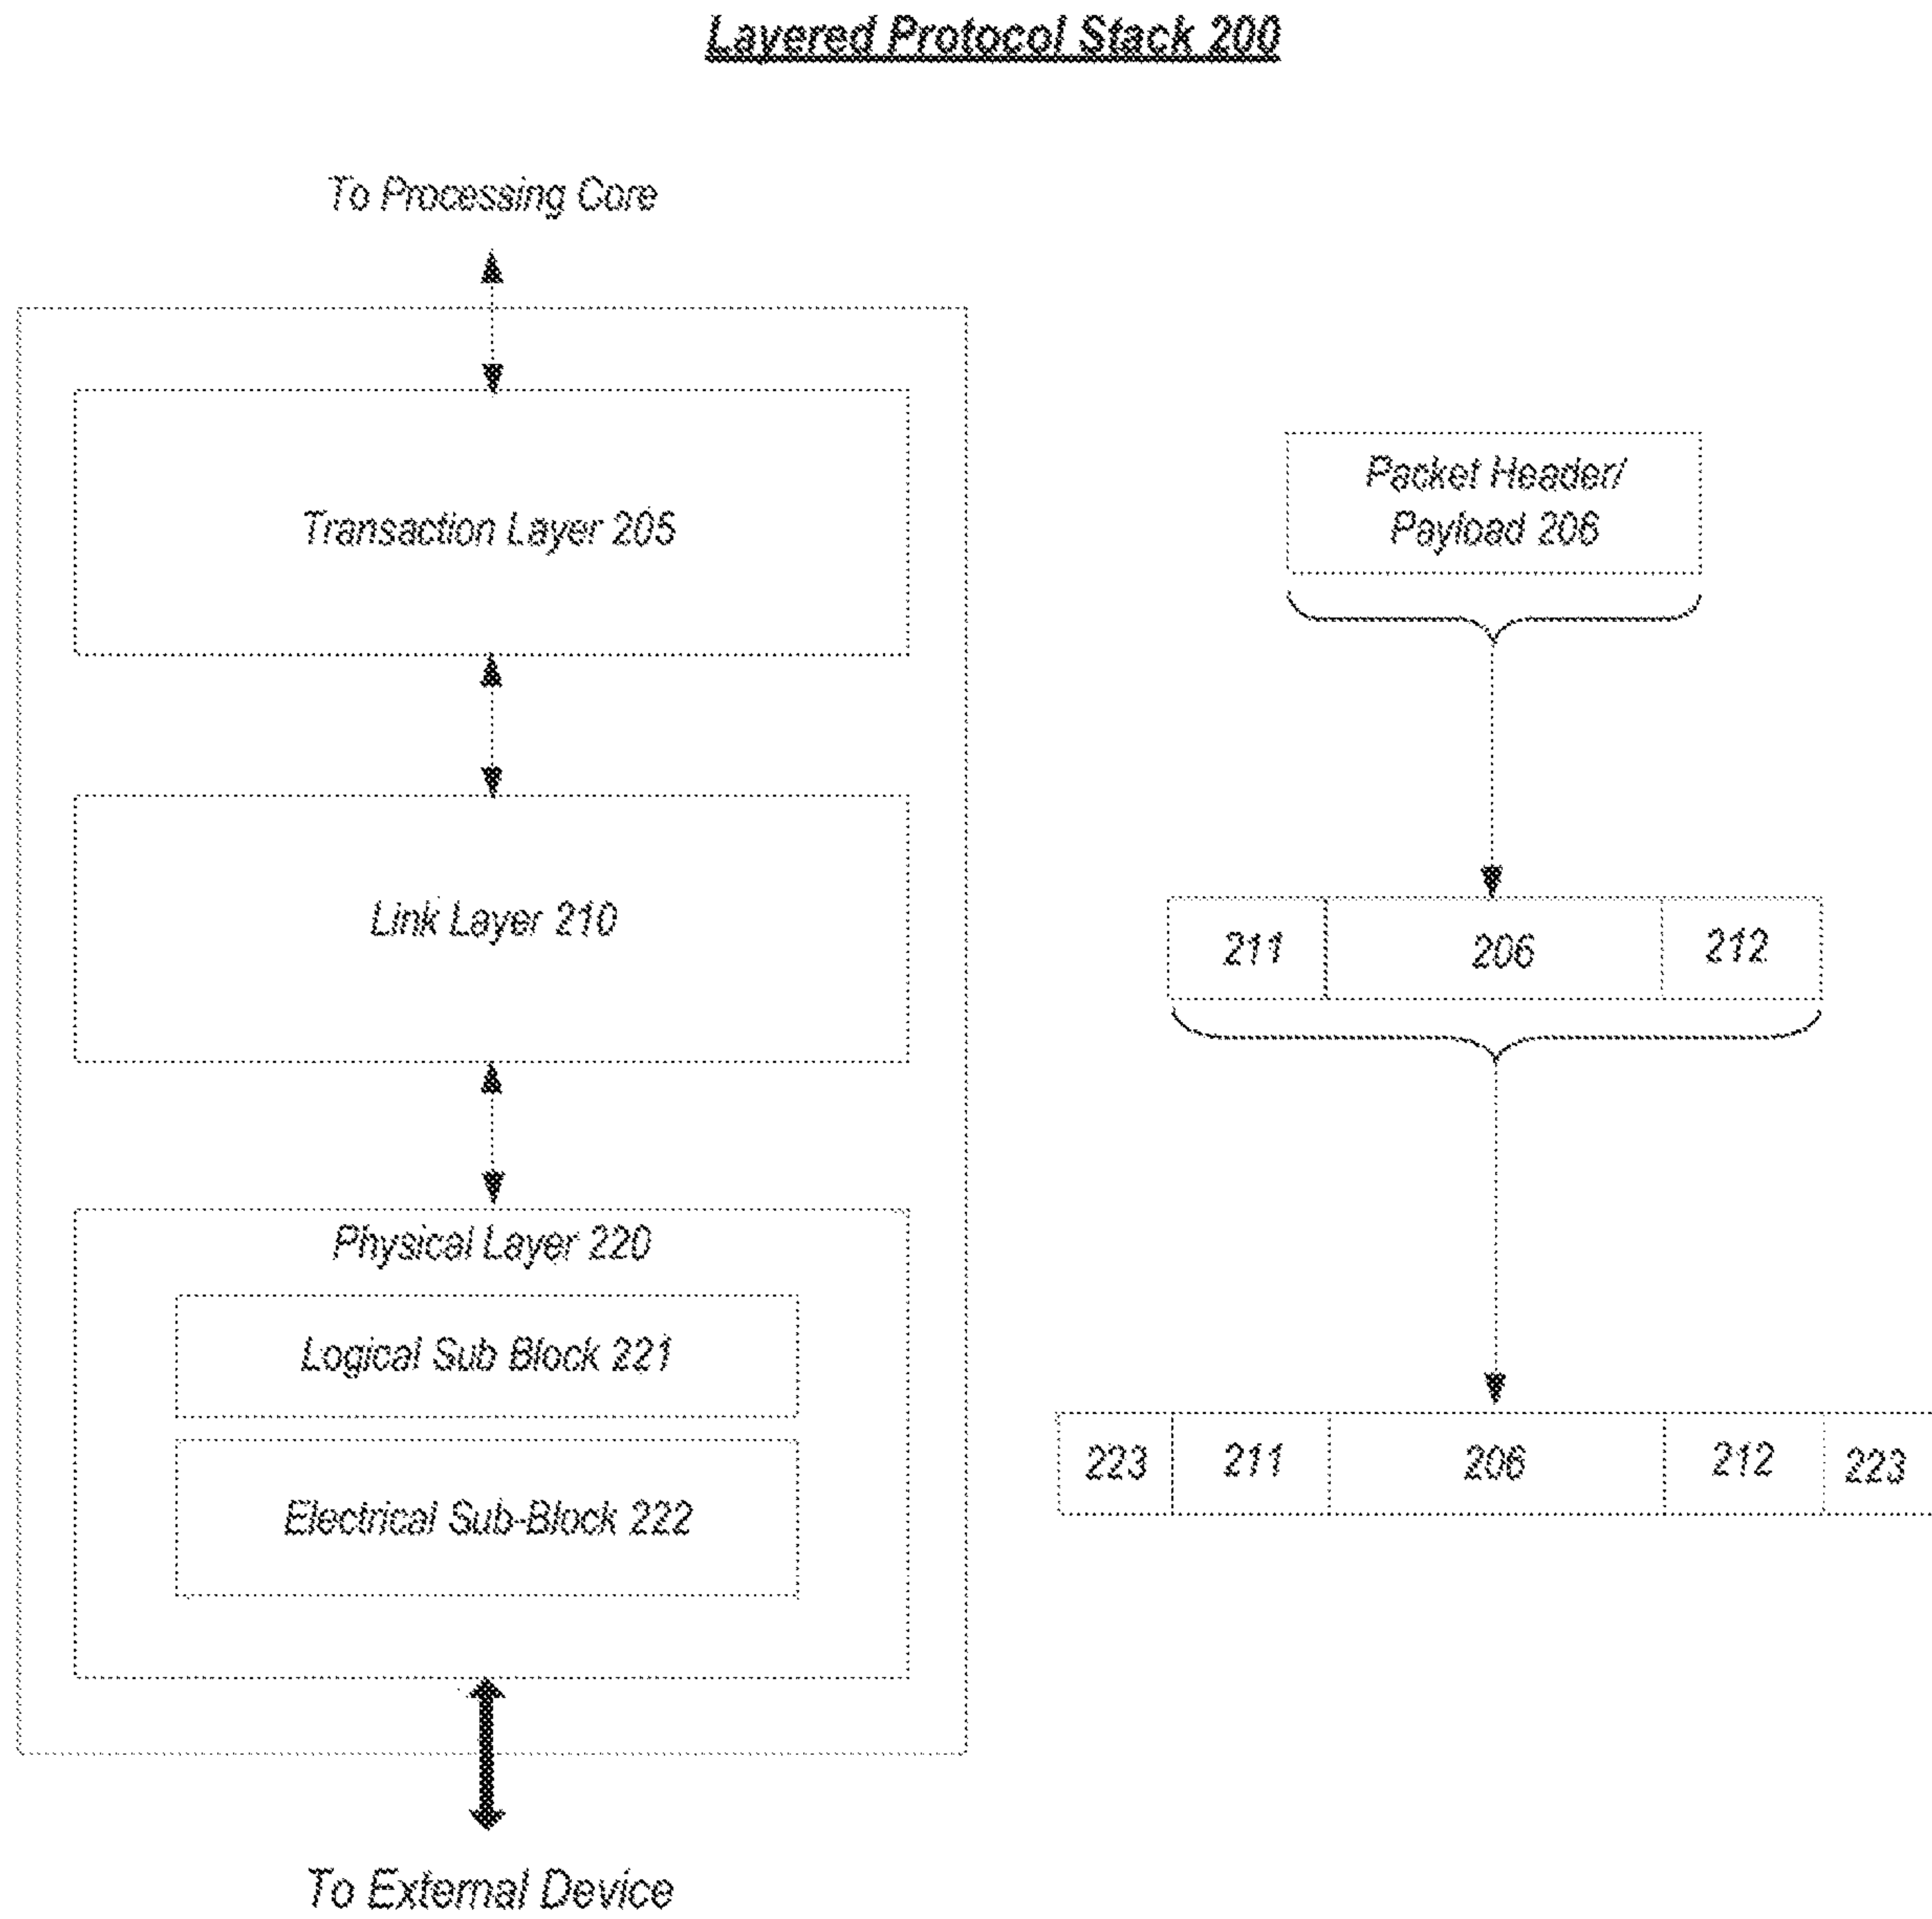 Layered Protocol Stack 200
To Processing Core
Transaction Layer 205
Link Layer 210
Physical Layer 220
Logical Sub Block 221
Electrical Sub-Block 222
To External Device
Packet Header/
Payload 206
211 206 212
223 211 206 212 223